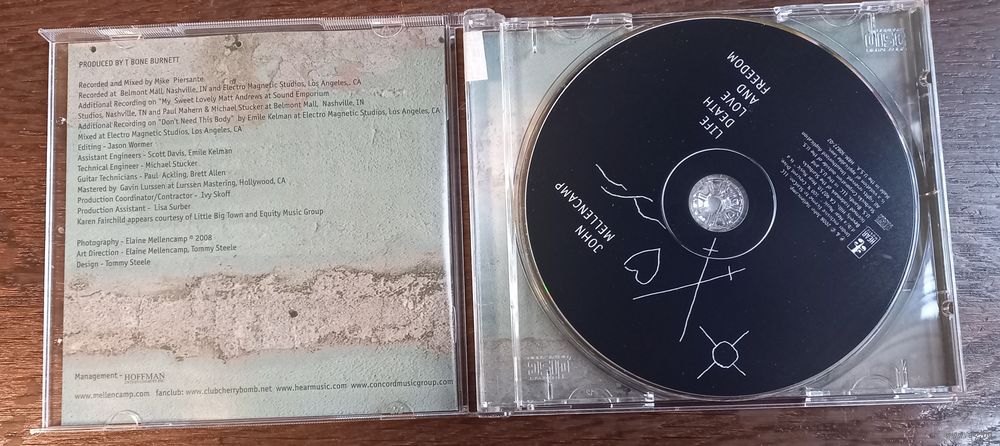 PRODUCED BY T BONE BURNETT
Recorded and Mixed by Mike Piersante
Recorded at Belmont Mall, Nashville, IN and Electro Magnetic Studios, Los Angeles,, CA
Additional Recording on "My Sweet Lovely Matt Andrews at Sound Emporium
Studios, Nashville, TN and Paul Mahern & Michael Stucker at Belmont Mall, Nashville, IN
Additional Recording on "Don't Need This Body" by Emile Kelman at Electro Magnetic Studios, Los Angeles, CA
Mixed at Electro Magnetic Studios, Los Angeles, CA
Editing - Jason Wormer
Assistant Engineers - Scott Davis, Emile Kelman
Technical Engineer - Michael Stucker
Guitar Technicians - Paul Ackling, Brett Allen
Mastered by Gavin Lurssen at Lurssen Mastering, Hollywood, CA
Production Coordinator/Contractor - Ivy Skoff
Production Assistant - Lisa Surber
Karen Fairchild appears courtesy of Little Big Town and Equity Music Group
Photography - Elaine Mellencamp © 2008
Art Direction - Elaine Mellencamp, Tommy Steele
Design - Tommy Steele
Management - HOFFMAN
www.mellencamp.com fanclub: www.clubcherrybomb.net www.hearmusic.com www.concordmusicgroup.com
JOHN
MELLENCAMP
LIFE
DEATH
LOVE
AND
FREEDOM
HEAR